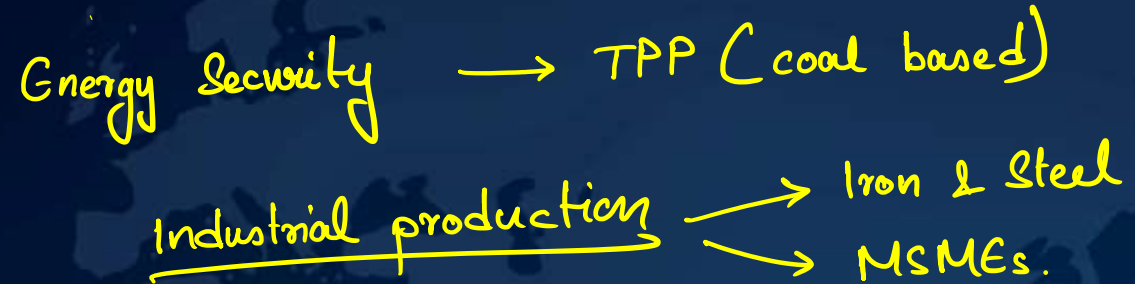 Energy Security → TPP (coal based)
Industrial production → Iron & Steel
→ MSMEs.